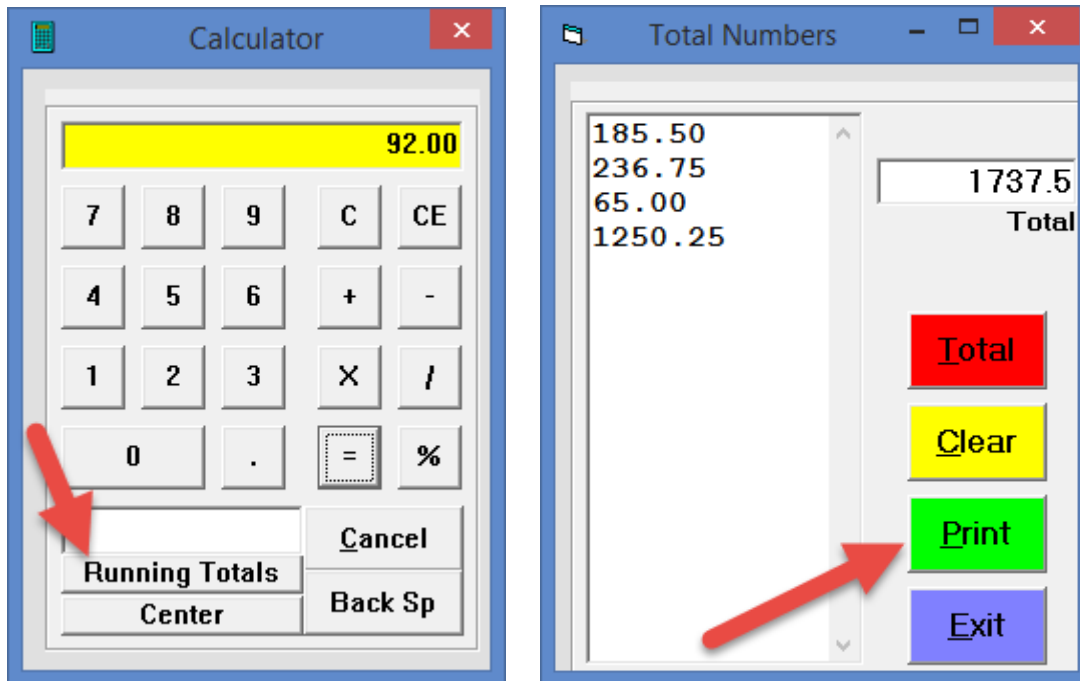 Calculator
92.00
7 8 9 C CE
4 5 6 + -
1 2 3 X /
0 . = %
Cancel
Running Totals
Back Sp
Center
Total Numbers
185.50
236.75
65.00
1250.25
1737.5
Total
Total
Clear
Print
Exit